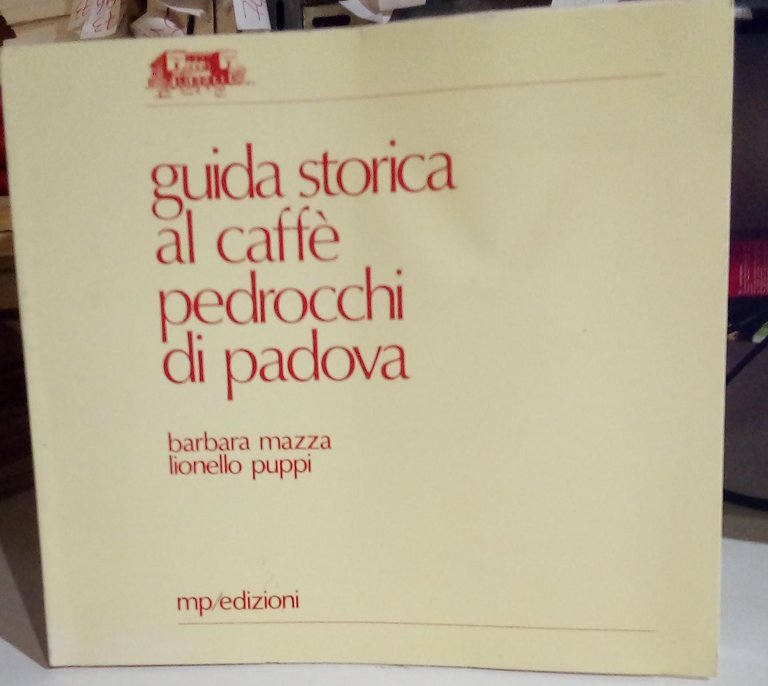 guida storica
al caffè
pedrocchi
di padova
barbara mazza
lionello puppi
mp/edizioni